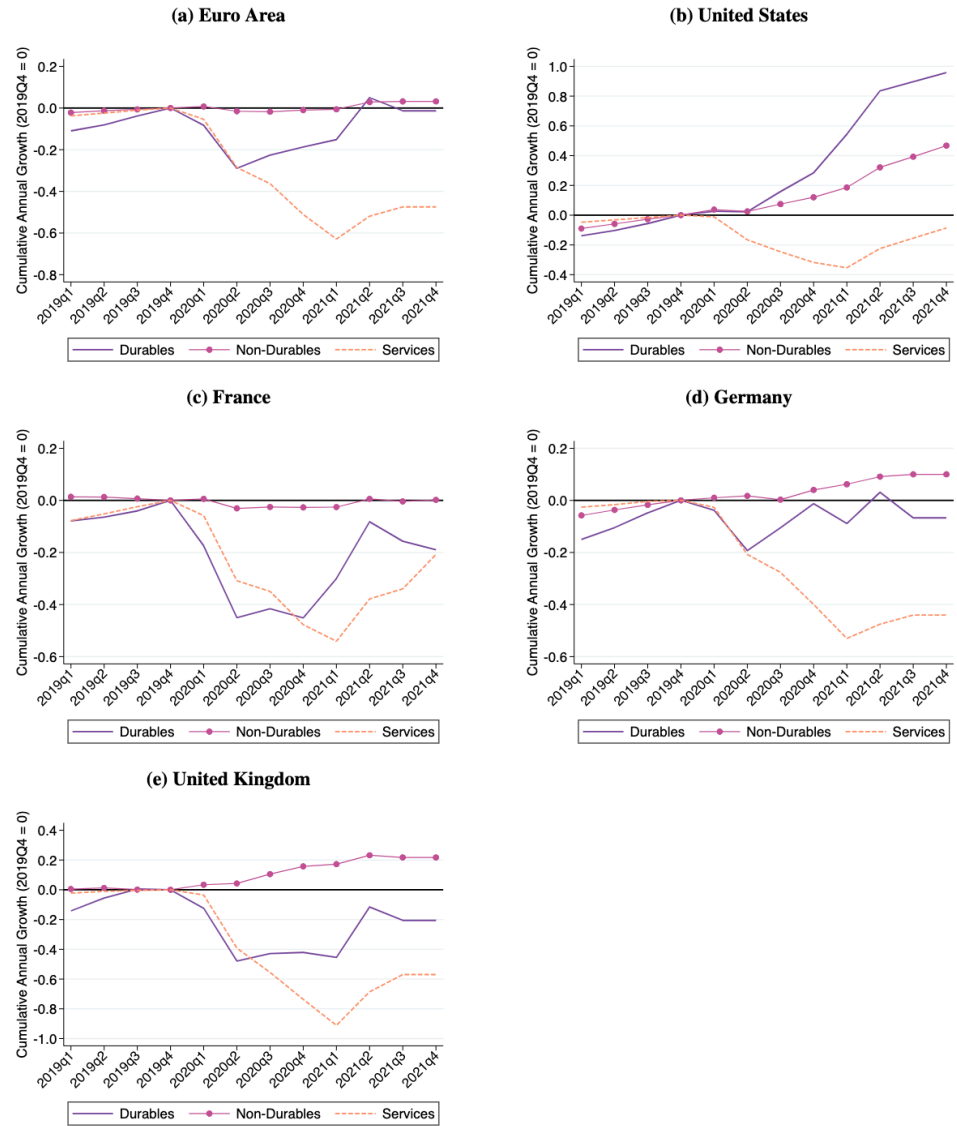 (a) Euro Area
Cumulative Annual Growth (2019Q4 = 0)
0.2
0.0
-0.2
-0.4
-0.6
-0.8
2019q1 2019q2 2019q3 2019q4 2020q1 2020q2 2020q3 2020q4 2021q1 2021q2 2021q3 2021q4
Durables Non-Durables Services
(b) United States
Cumulative Annual Growth (2019Q4 = 0)
1.0
0.8
0.6
0.4
0.2
0.0
-0.2
-0.4
2019q1 2019q2 2019q3 2019q4 2020q1 2020q2 2020q3 2020q4 2021q1 2021q2 2021q3 2021q4
Durables Non-Durables Services
(c) France
Cumulative Annual Growth (2019Q4 = 0)
0.2
0.0
-0.2
-0.4
-0.6
2019q1 2019q2 2019q3 2019q4 2020q1 2020q2 2020q3 2020q4 2021q1 2021q2 2021q3 2021q4
Durables Non-Durables Services
(d) Germany
Cumulative Annual Growth (2019Q4 = 0)
0.2
0.0
-0.2
-0.4
-0.6
2019q1 2019q2 2019q3 2019q4 2020q1 2020q2 2020q3 2020q4 2021q1 2021q2 2021q3 2021q4
Durables Non-Durables Services
(e) United Kingdom
Cumulative Annual Growth (2019Q4 = 0)
0.4
0.2
0.0
-0.2
-0.4
-0.6
-0.8
-1.0
2019q1 2019q2 2019q3 2019q4 2020q1 2020q2 2020q3 2020q4 2021q1 2021q2 2021q3 2021q4
Durables Non-Durables Services